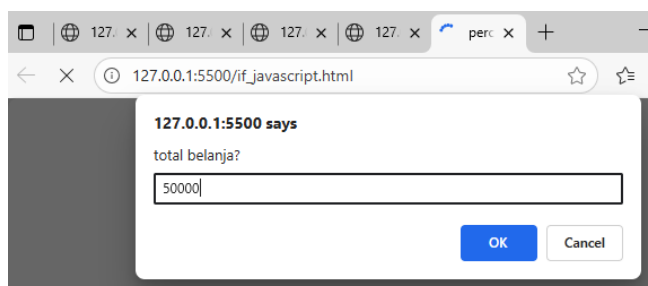 127. 127. 127. 127. perc
127.0.0.1:5500/if_javascript.html
127.0.0.1:5500 says
total belanja?
50000
OK Cancel